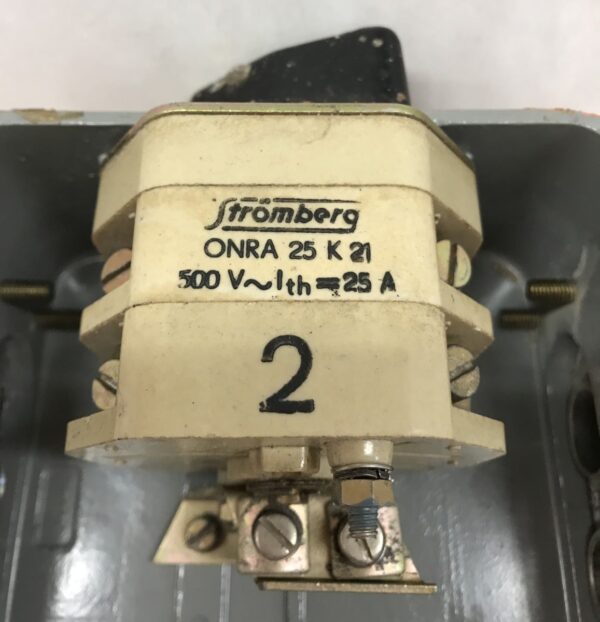 Strömberg
ONRA 25 K 21
500 V~Ith=25 A
2